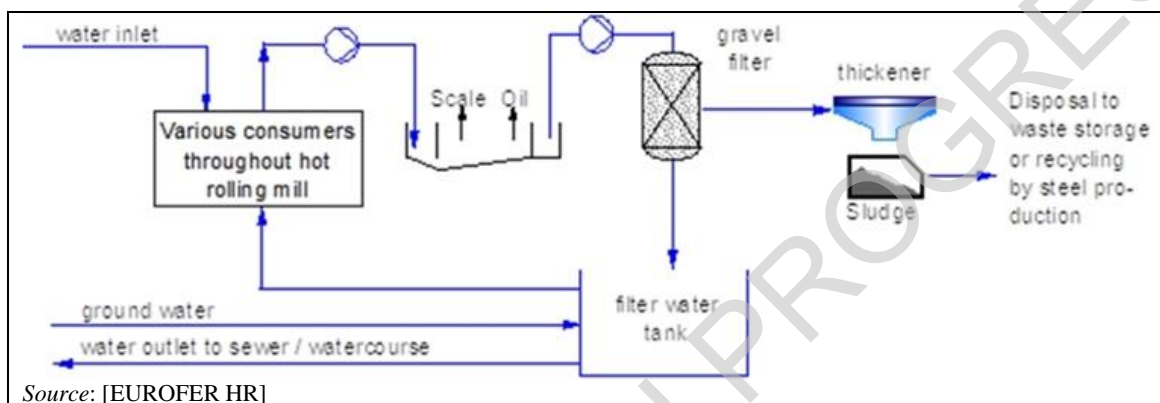 water inlet
gravel
filter
thickener
Scale Oil
Disposal to
waste storage
or recycling
by steel pro-
duction
Various consumers
throughout hot
rolling mill
Sludge
ground water
filter water
tank
water outlet to sewer / watercourse
Source: [EUROFER HR]
PROGRES